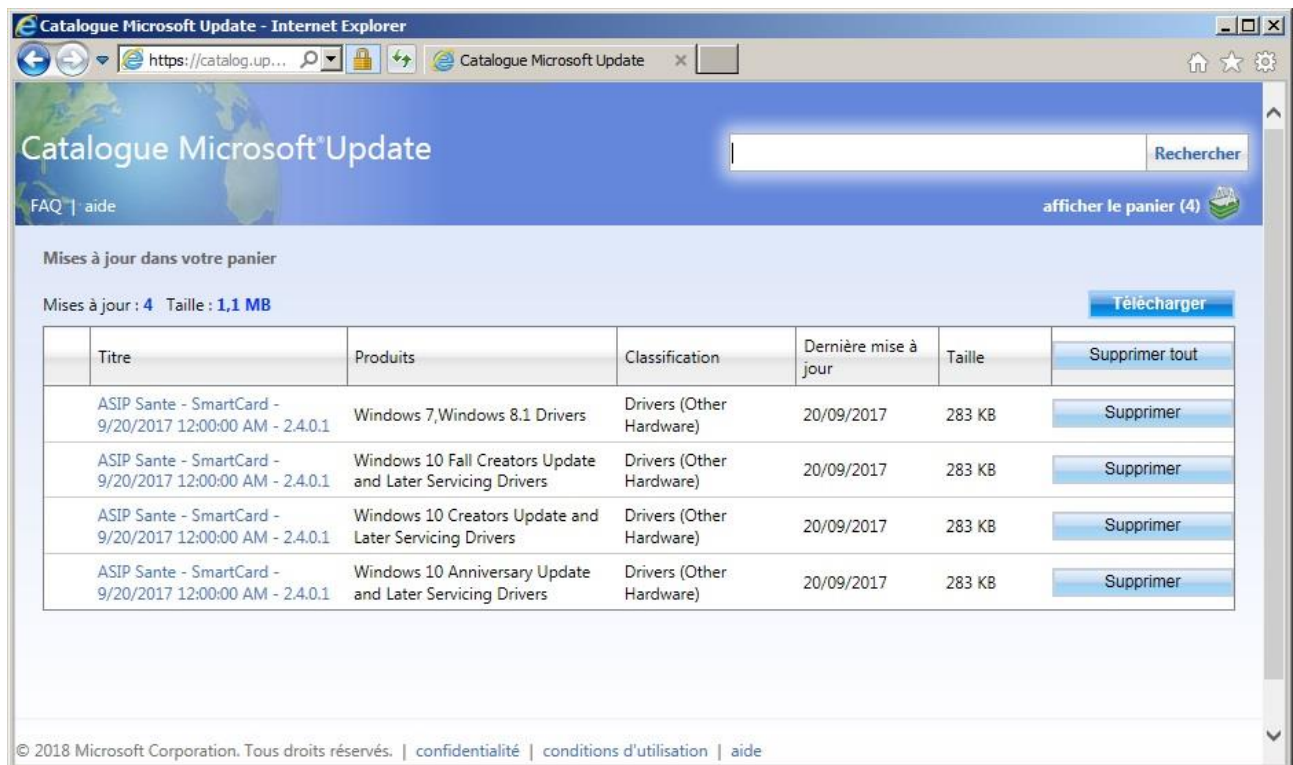 Catalogue Microsoft Update - Internet Explorer
https://catalog.up...
Catalogue Microsoft Update
Catalogue Microsoft®Update
Rechercher
FAQ | aide
afficher le panier (4)
Mises à jour dans votre panier
Mises à jour : 4 Taille : 1,1 MB
Télécharger
Titre
Produits
Classification
Dernière mise à
jour
Taille
Supprimer tout
ASIP Sante - SmartCard -
9/20/2017 12:00:00 AM - 2.4.0.1
Windows 7,Windows 8.1 Drivers
Drivers (Other
Hardware)
20/09/2017
283 KB
Supprimer
ASIP Sante - SmartCard -
9/20/2017 12:00:00 AM - 2.4.0.1
Windows 10 Fall Creators Update
and Later Servicing Drivers
Drivers (Other
Hardware)
20/09/2017
283 KB
Supprimer
ASIP Sante - SmartCard -
9/20/2017 12:00:00 AM - 2.4.0.1
Windows 10 Creators Update and
Later Servicing Drivers
Drivers (Other
Hardware)
20/09/2017
283 KB
Supprimer
ASIP Sante - SmartCard -
9/20/2017 12:00:00 AM - 2.4.0.1
Windows 10 Anniversary Update
and Later Servicing Drivers
Drivers (Other
Hardware)
20/09/2017
283 KB
Supprimer
© 2018 Microsoft Corporation. Tous droits réservés. | confidentialité | conditions d'utilisation | aide